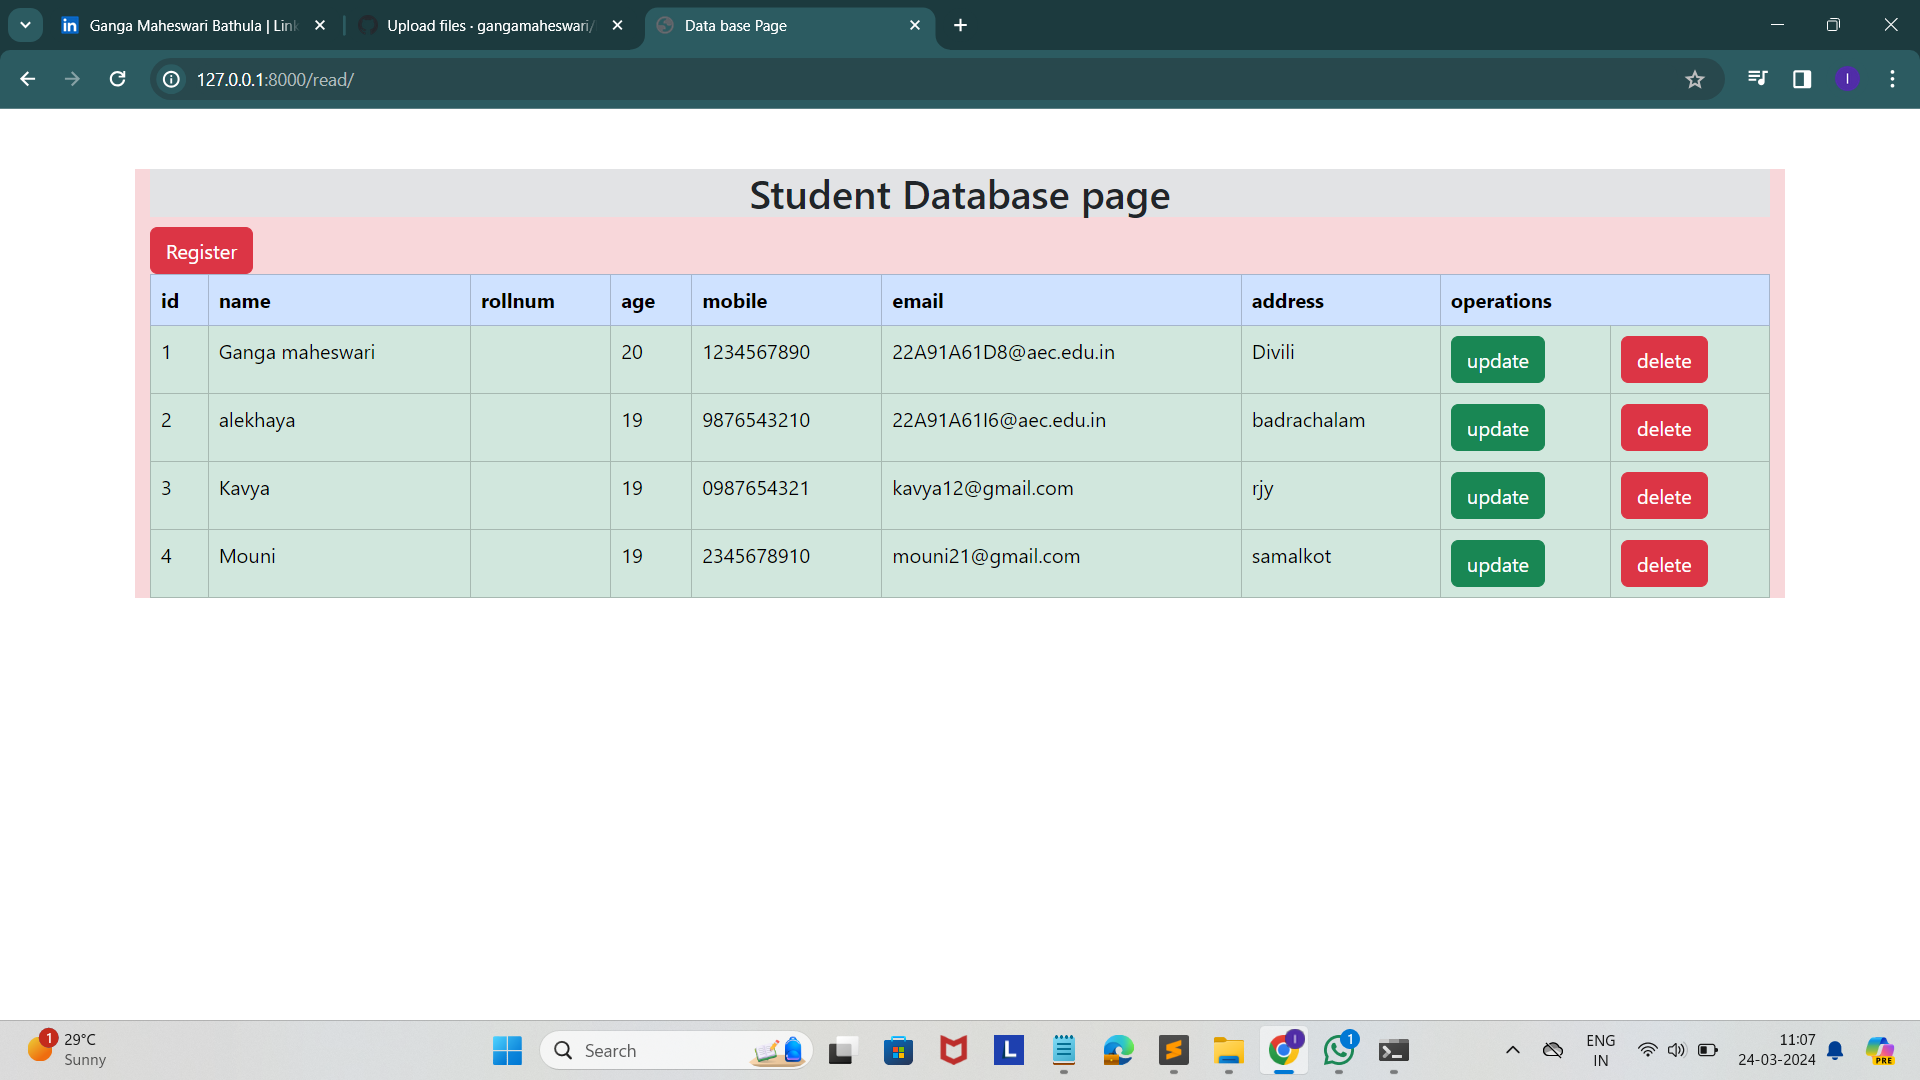 Ganga Maheswari Bathula | Link
Upload files · gangamaheswari/
Data base Page
127.0.0.1:8000/read/
I
Student Database page
Register
id name rollnum age mobile email address operations
1 Ganga maheswari 20 1234567890 22A91A61D8@aec.edu.in Divili update delete
2 alekhaya 19 9876543210 22A91A61I6@aec.edu.in badrachalam update delete
3 Kavya 19 0987654321 kavya12@gmail.com rjy update delete
4 Mouni 19 2345678910 mouni21@gmail.com samalkot update delete
1
29°C
Sunny
Search
L
I
1
ENG
IN
11:07
24-03-2024
PRE